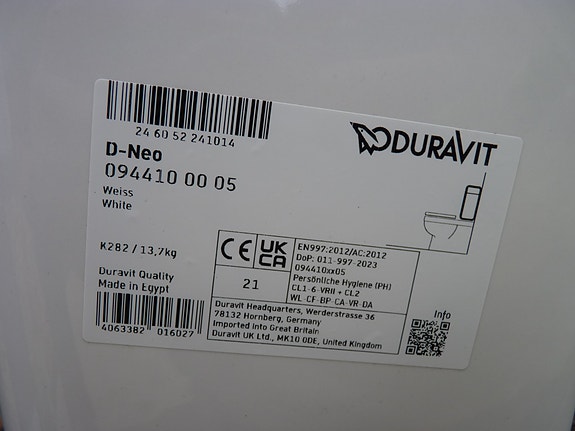 24 60 52 241014
DURAVIT
D-Neo
094410 00 05
Weiss
White
K282 / 13,7kg
Duravit Quality
Made in Egypt
4063382 016027
CE UK CA
21
EN997:2012/AC:2012
DoP: 011-997-2023
094410xx05
Persönliche Hygiene (PH)
CL1-6-VRII + CL2
WL-CF-BP-CA-VR-DA
Duravit Headquarters, Werderstrasse 36
78132 Hornberg, Germany
Imported into Great Britain
Duravit UK Ltd., MK10 0DE, United Kingdom
Info